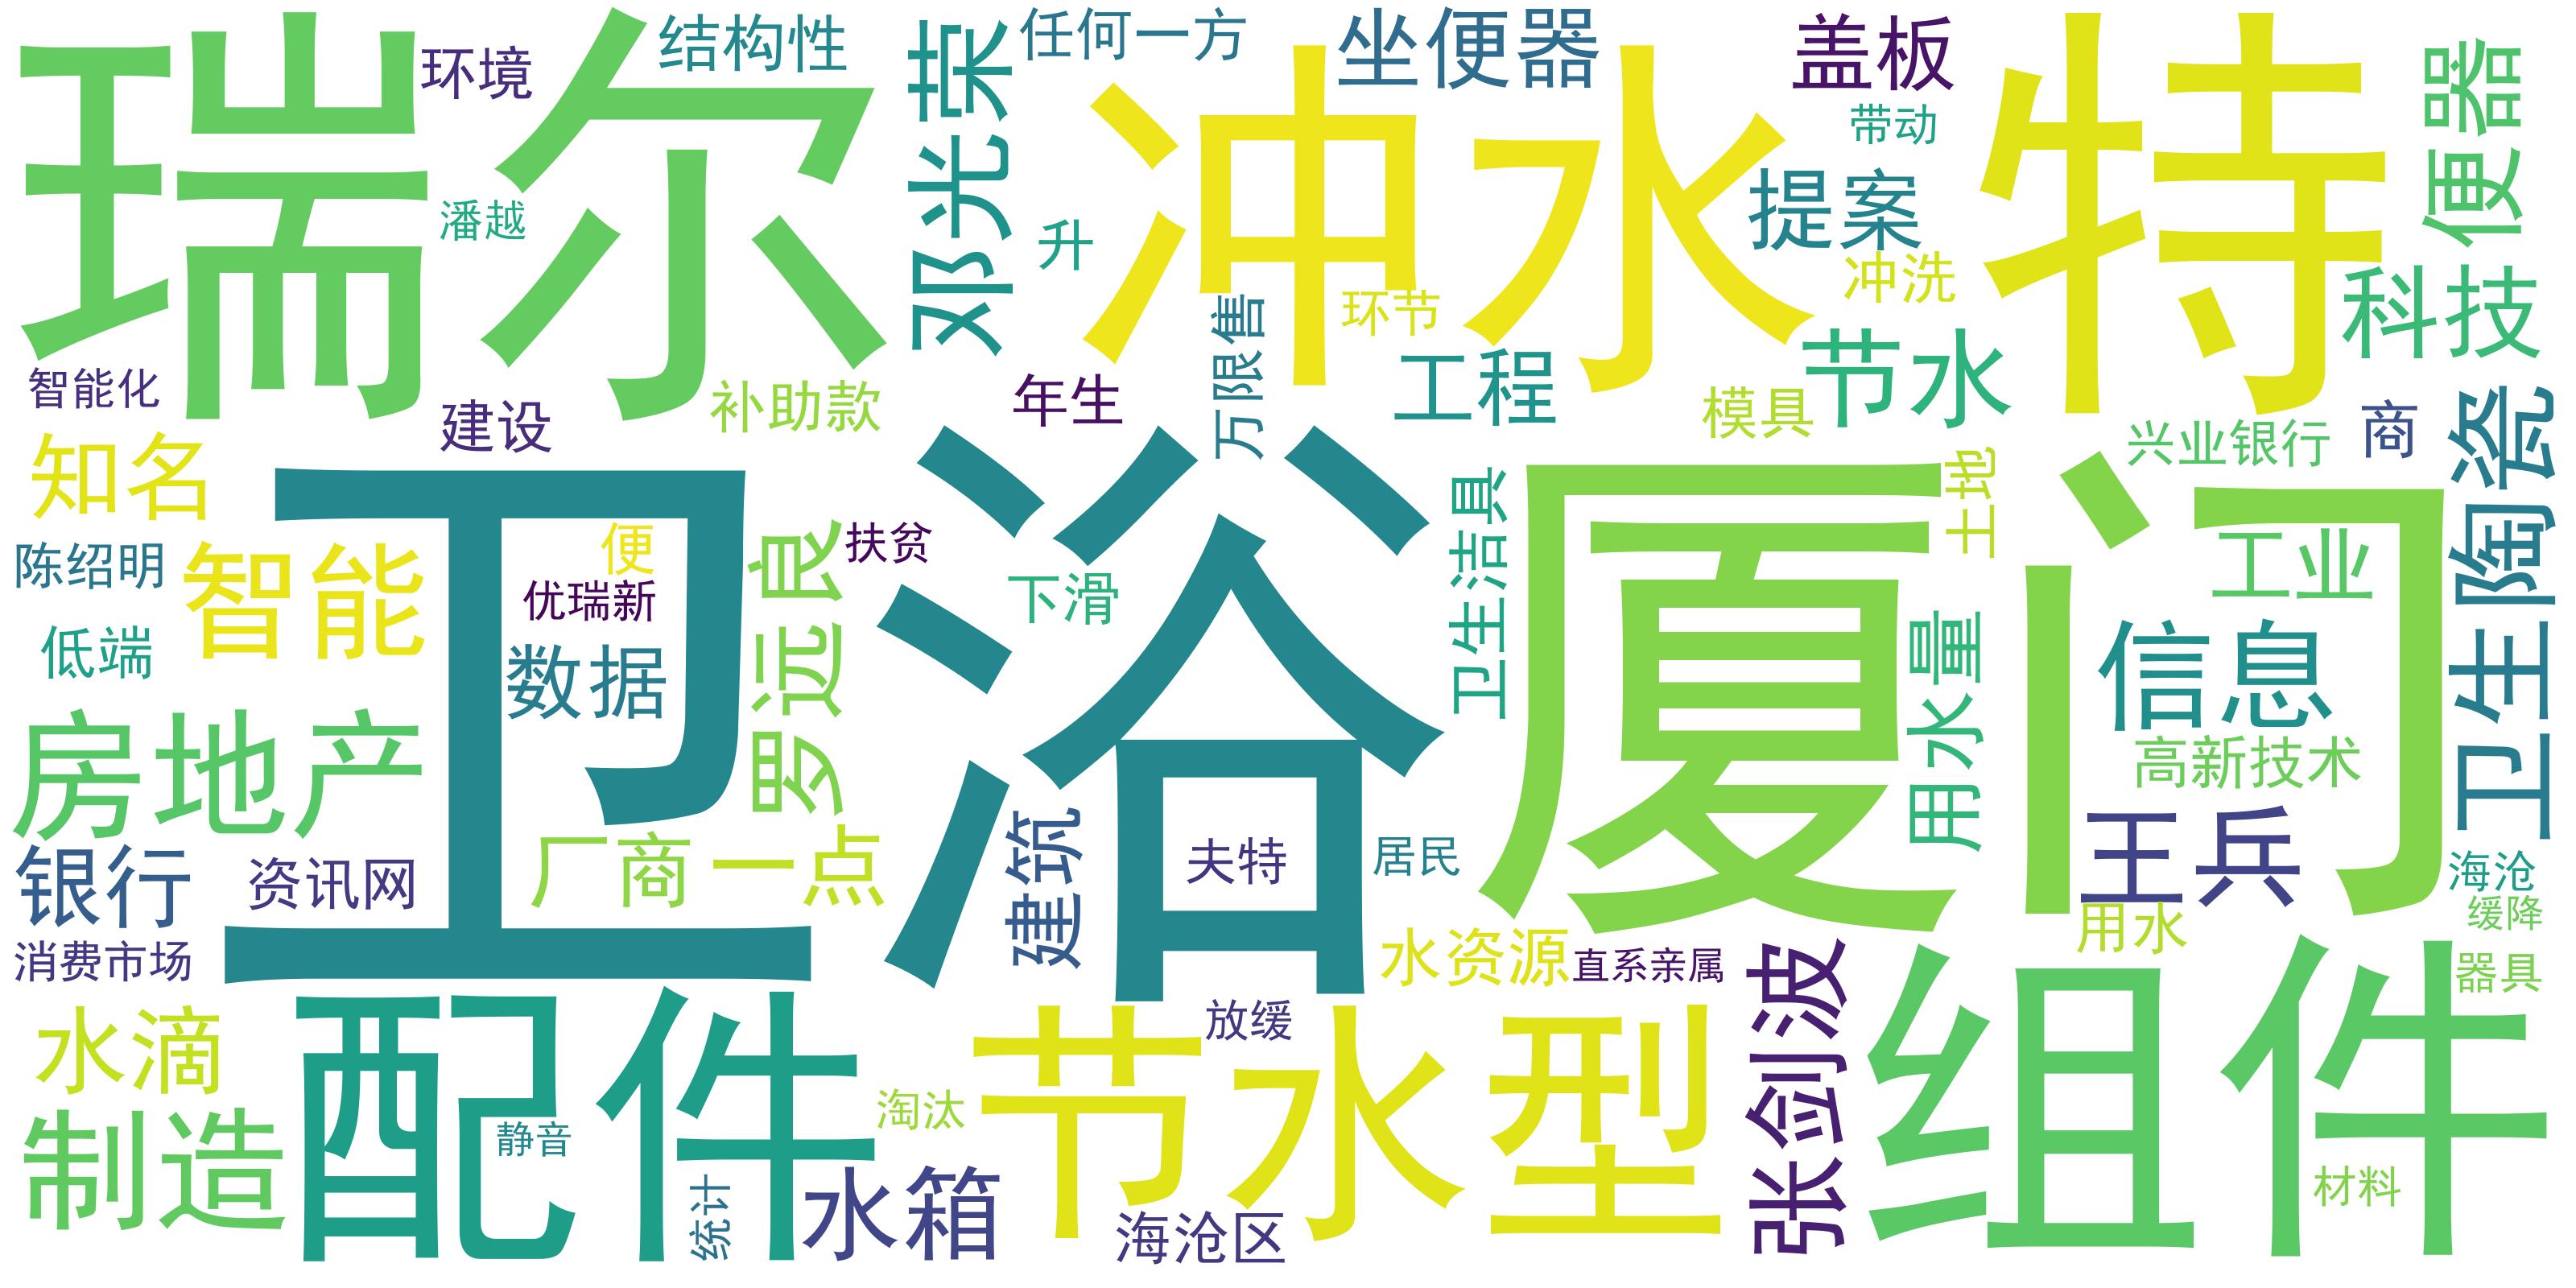 瑞尔
环境
结构性
邓光荣
任何一方
坐便器
盖板
特
便器
冲水
带动
潘越
升
提案
冲洗
科技
环节
万限售
智能化
建设
补助款
年生
工程
模具
节水
兴业银行
商
卫生陶瓷
知名
卫浴
厦门
土地
陈绍明
智能
便
优瑞新
罗远良
扶贫
下滑
卫生洁具
工业
低端
数据
用水量
信息
房地产
高新技术
银行
资讯网
厂商
一点
建筑
夫特
居民
王兵
海沧
用水
缓降
消费市场
水资源
直系亲属
张剑波
组件
器具
水滴
配件
放缓
节水型
淘汰
制造
静音
统计
水箱
海沧区
材料